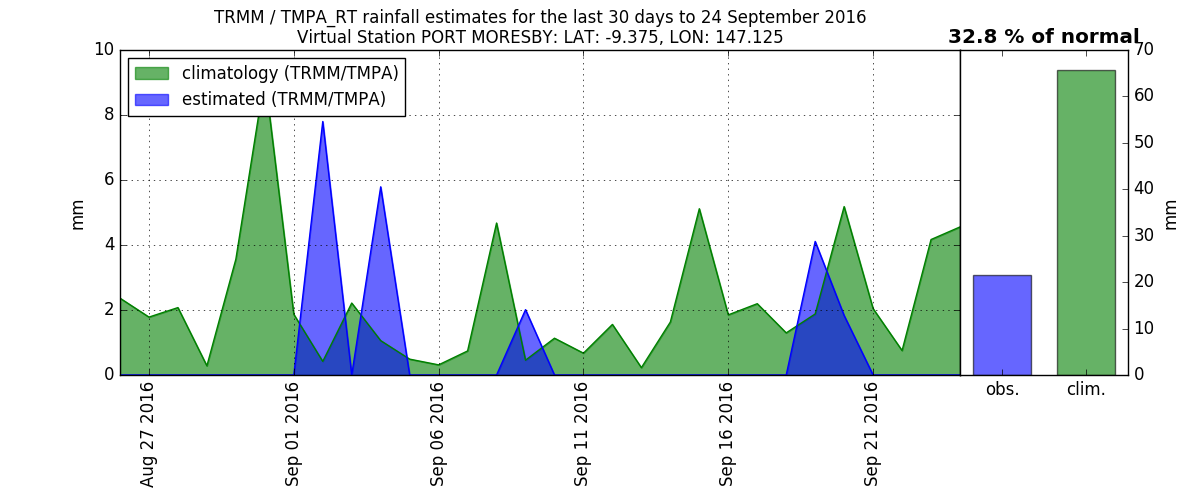 TRMM / TMPA_RT rainfall estimates for the last 30 days to 24 September 2016
Virtual Station PORT MORESBY: LAT: -9.375, LON: 147.125
32.8 % of normal
climatology (TRMM/TMPA)
estimated (TRMM/TMPA)
10
8
6
4
2
0
mm
Aug 27 2016
Sep 01 2016
Sep 06 2016
Sep 11 2016
Sep 16 2016
Sep 21 2016
obs.
clim.
70
60
50
40
30
20
10
0
mm